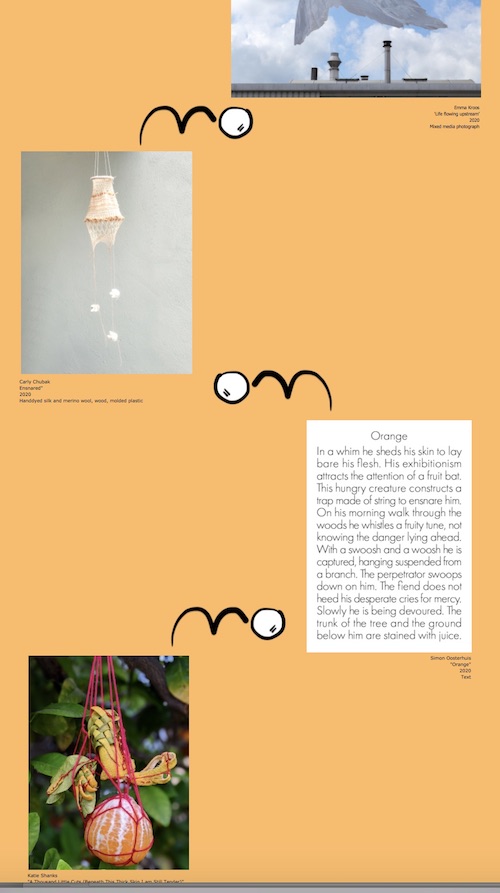 Emma Kroos
'Life flowing upstream'
2020
Mixed media photograph
Carly Chubak
Ensnared"
2020
Handdyed silk and merino wool, wood, molded plastic
Orange
In a whim he sheds his skin to lay
bare his flesh. His exhibitionism
attracts the attention of a fruit bat.
This hungry creature constructs a
trap made of string to ensnare him.
On his morning walk through the
woods he whistles a fruity tune, not
knowing the danger lying ahead.
With a swoosh and a woosh he is
captured, hanging suspended from
a branch. The perpetrator swoops
down on him. The fiend does not
heed his desperate cries for mercy.
Slowly he is being devoured. The
trunk of the tree and the ground
below him are stained with juice.
Simon Oosterhuis
"Orange"
2020
Text
Kate Shanks
"A Thousand Little Cuts (Beneath This Thick Skin I am Still Tender)"